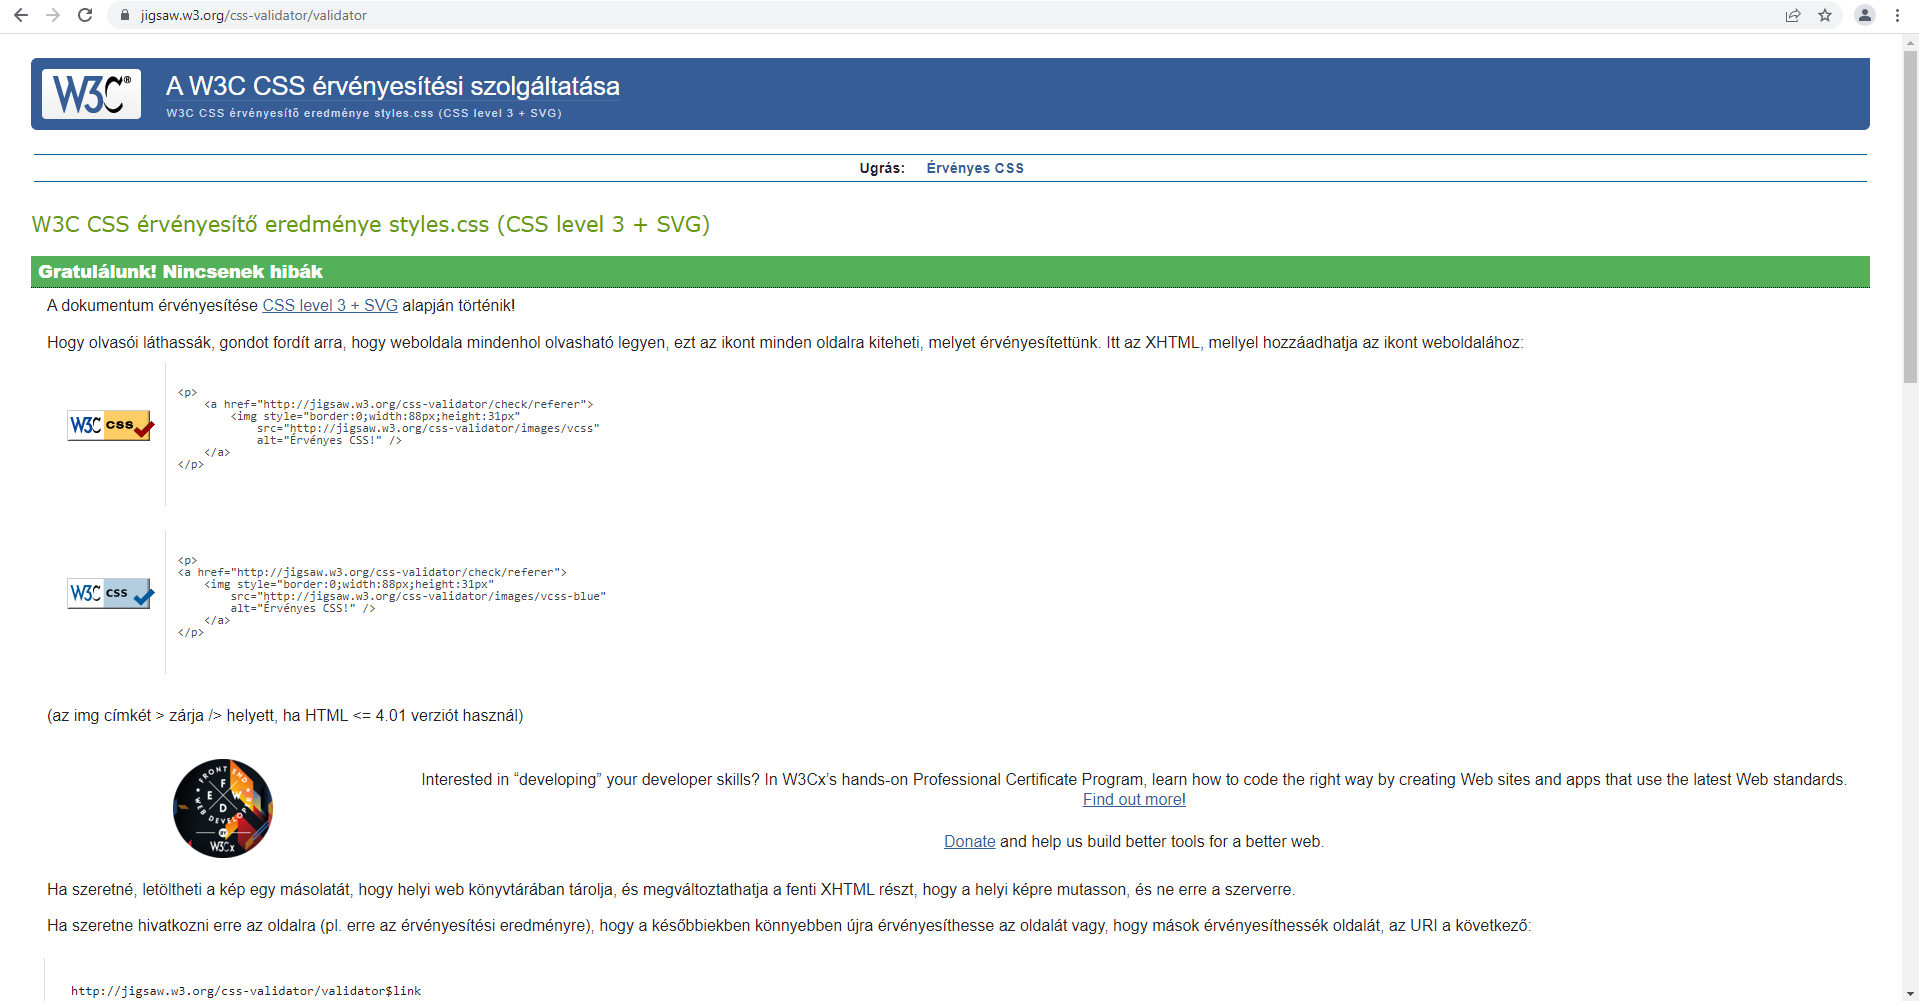 jigsaw.w3.org/css-validator/validator
W3C®
A W3C CSS érvényesítési szolgáltatása
W3C CSS érvényesítő eredménye styles.css (CSS level 3 + SVG)
Ugrás: Érvényes CSS
W3C CSS érvényesítő eredménye styles.css (CSS level 3 + SVG)
Gratulálunk! Nincsenek hibák
A dokumentum érvényesítése CSS level 3 + SVG alapján történik!
Hogy olvasói láthassák, gondot fordít arra, hogy weboldala mindenhol olvasható legyen, ezt az ikont minden oldalra kiteheti, melyet érvényesítettünk. Itt az XHTML, mellyel hozzáadhatja az ikont weboldalához:
W3C css
<p>
<a href="http://jigsaw.w3.org/css-validator/check/referer">
<img style="border:0;width:88px;height:31px"
src="http://jigsaw.w3.org/css-validator/images/vcss"
alt="Érvényes CSS!" />
</a>
</p>
W3C css
<p>
<a href="http://jigsaw.w3.org/css-validator/check/referer">
<img style="border:0;width:88px;height:31px"
src="http://jigsaw.w3.org/css-validator/images/vcss-blue"
alt="Érvényes CSS!" />
</a>
</p>
(az img címkét > zárja /> helyett, ha HTML <= 4.01 verziót használ)
FRONT END
WEB DEVELOPER
F E W D
BY
W3Cx
Interested in “developing” your developer skills? In W3Cx’s hands-on Professional Certificate Program, learn how to code the right way by creating Web sites and apps that use the latest Web standards.
Find out more!
Donate and help us build better tools for a better web.
Ha szeretné, letöltheti a kép egy másolatát, hogy helyi web könyvtárában tárolja, és megváltoztathatja a fenti XHTML részt, hogy a helyi képre mutasson, és ne erre a szerverre.
Ha szeretne hivatkozni erre az oldalra (pl. erre az érvényesítési eredményre), hogy a későbbiekben könnyebben újra érvényesíthesse az oldalát vagy, hogy mások érvényesíthessék oldalát, az URI a következő:
http://jigsaw.w3.org/css-validator/validator$link